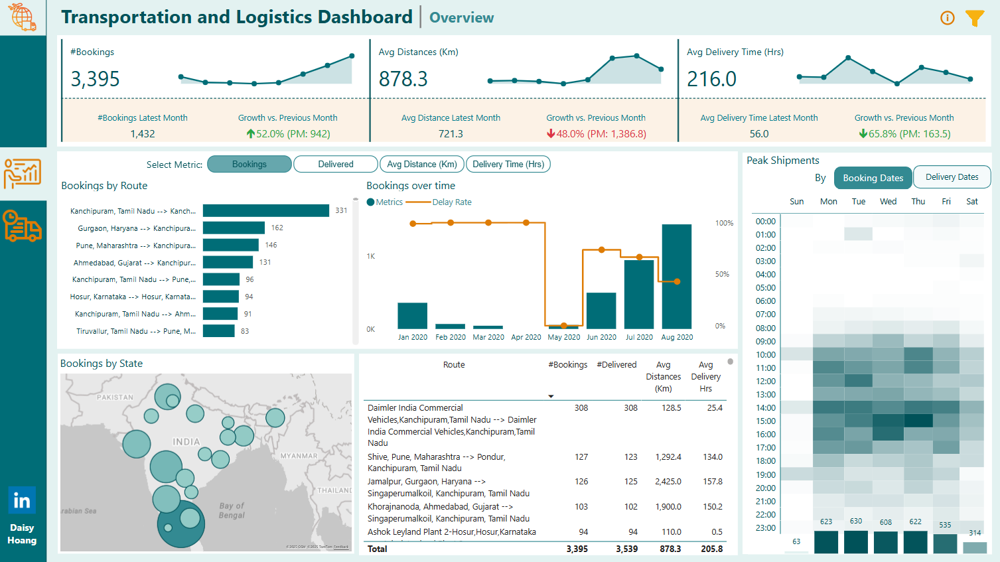 Transportation and Logistics Dashboard | Overview
#Bookings
3,395
Avg Distances (Km)
878.3
Avg Delivery Time (Hrs)
216.0
#Bookings Latest Month
1,432
Growth vs. Previous Month
52.0% (PM: 942)
Avg Distance Latest Month
721.3
Growth vs. Previous Month
48.0% (PM: 1,386.8)
Avg Delivery Time Latest Month
56.0
Growth vs. Previous Month
65.8% (PM: 163.5)
Select Metric: Bookings Delivered Avg Distance (Km) Delivery Time (Hrs)
Bookings by Route
Kanchipuram, Tamil Nadu --> Kanch... 331
Gurgaon, Haryana --> Kanchipura... 162
Pune, Maharashtra --> Kanchipura... 146
Ahmedabad, Gujarat --> Kanchipur... 131
Kanchipuram, Tamil Nadu --> Pune,... 96
Hosur, Karnataka --> Hosur, Karnata... 94
Kanchipuram, Tamil Nadu --> Ahm... 91
Tiruvallur, Tamil Nadu --> Pune, M... 83
Bookings over time
Metrics Delay Rate
100%
1K
50%
0K
0%
Jan 2020 Feb 2020 Mar 2020 Apr 2020 May 2020 Jun 2020 Jul 2020 Aug 2020
Peak Shipments
By Booking Dates Delivery Dates
Sun Mon Tue Wed Thu Fri Sat
00:00
01:00
02:00
03:00
04:00
05:00
06:00
07:00
08:00
09:00
10:00
11:00
12:00
13:00
14:00
15:00
16:00
17:00
18:00
19:00
20:00
21:00
22:00
23:00
63 623 630 608 622 535 314
Bookings by State
PAKISTAN
INDIA
MYANMAR
THAILAND
Bay of
Bengal
rabian Sea
© 2025 OSM © 2025 TomTom Feedback
Route #Bookings #Delivered Avg Distances (Km) Avg Delivery Hrs
Daimler India Commercial 308 308 128.5 25.4
Vehicles,Kanchipuram,Tamil Nadu --> Daimler
India Commercial Vehicles,Kanchipuram,Tamil
Nadu
Shive, Pune, Maharashtra --> Pondur, 127 123 1,292.4 134.0
Kanchipuram, Tamil Nadu
Jamalpur, Gurgaon, Haryana --> 126 125 2,425.0 157.8
Singaperumalkoil, Kanchipuram, Tamil Nadu
Khorajnanoda, Ahmedabad, Gujarat --> 103 102 1,900.0 150.2
Singaperumalkoil, Kanchipuram, Tamil Nadu
Ashok Leyland Plant 2-Hosur,Hosur,Karnataka 94 94 110.0 0.5
Total 3,395 3,539 878.3 205.8
in
Daisy
Hoang